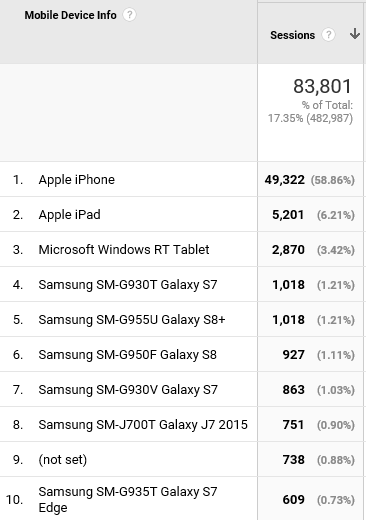 Mobile Device Info ?
Sessions ?
83,801
% of Total:
17.35% (482,987)
1. Apple iPhone 49,322 (58.86%)
2. Apple iPad 5,201 (6.21%)
3. Microsoft Windows RT Tablet 2,870 (3.42%)
4. Samsung SM-G930T Galaxy S7 1,018 (1.21%)
5. Samsung SM-G955U Galaxy S8+ 1,018 (1.21%)
6. Samsung SM-G950F Galaxy S8 927 (1.11%)
7. Samsung SM-G930V Galaxy S7 863 (1.03%)
8. Samsung SM-J700T Galaxy J7 2015 751 (0.90%)
9. (not set) 738 (0.88%)
10. Samsung SM-G935T Galaxy S7
Edge 609 (0.73%)